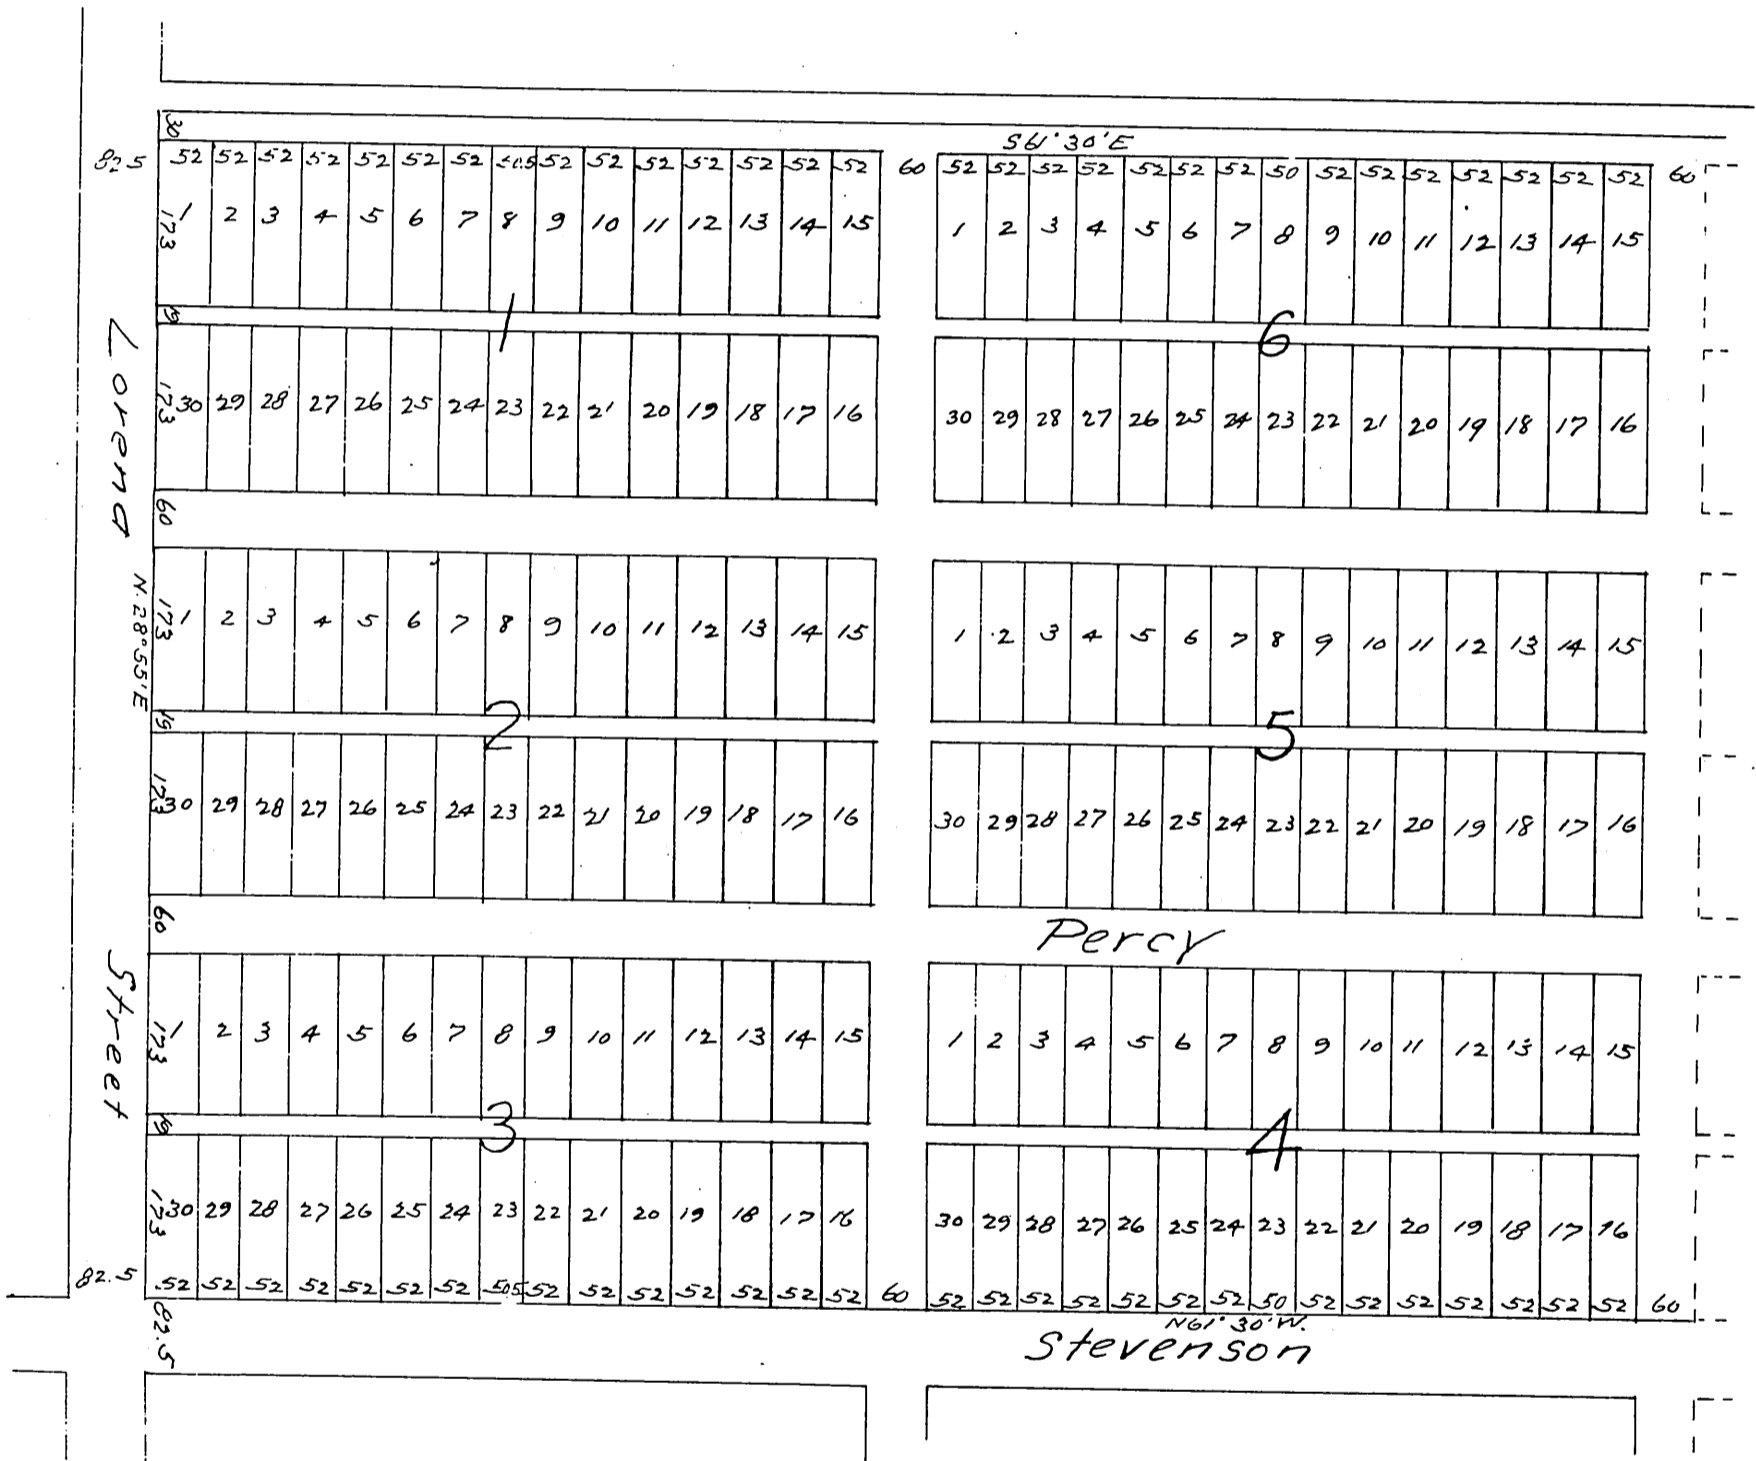 30
S61°30'E
82.5 52 52 52 52 52 52 52 50.5 52 52 52 52 52 52 52 60 52 52 52 52 52 52 52 50 52 52 52 52 52 52 52 60
173 1 2 3 4 5 6 7 8 9 10 11 12 13 14 15 1 2 3 4 5 6 7 8 9 10 11 12 13 14 15
19 1 6
173 30 29 28 27 26 25 24 23 22 21 20 19 18 17 16 30 29 28 27 26 25 24 23 22 21 20 19 18 17 16
60
Lorena Street
N.28°55'E
173 1 2 3 4 5 6 7 8 9 10 11 12 13 14 15 1 2 3 4 5 6 7 8 9 10 11 12 13 14 15
19 2 5
173 30 29 28 27 26 25 24 23 22 21 20 19 18 17 16 30 29 28 27 26 25 24 23 22 21 20 19 18 17 16
60
Percy
173 1 2 3 4 5 6 7 8 9 10 11 12 13 14 15 1 2 3 4 5 6 7 8 9 10 11 12 13 14 15
19 3 4
173 30 29 28 27 26 25 24 23 22 21 20 19 18 17 16 30 29 28 27 26 25 24 23 22 21 20 19 18 17 16
82.5 52 52 52 52 52 52 52 50.5 52 52 52 52 52 52 52 60 52 52 52 52 52 52 52 50 52 52 52 52 52 52 52 60
82.5
N61°30'W.
Stevenson